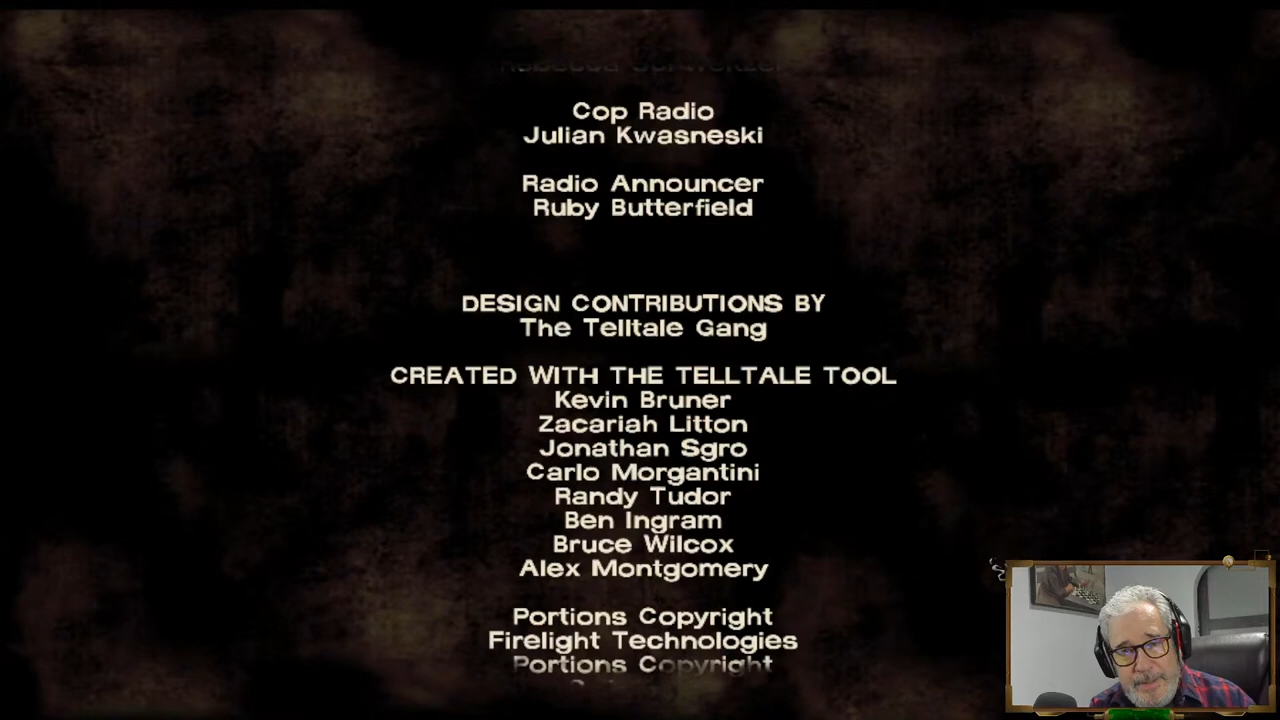 Cop Radio
Julian Kwasneski
Radio Announcer
Ruby Butterfield
DESIGN CONTRIBUTIONS BY
The Telltale Gang
CREATED WITH THE TELLTALE TOOL
Kevin Bruner
Zacariah Litton
Jonathan Sgro
Carlo Morgantini
Randy Tudor
Ben Ingram
Bruce Wilcox
Alex Montgomery
Portions Copyright
Firelight Technologies
Portions Copyright